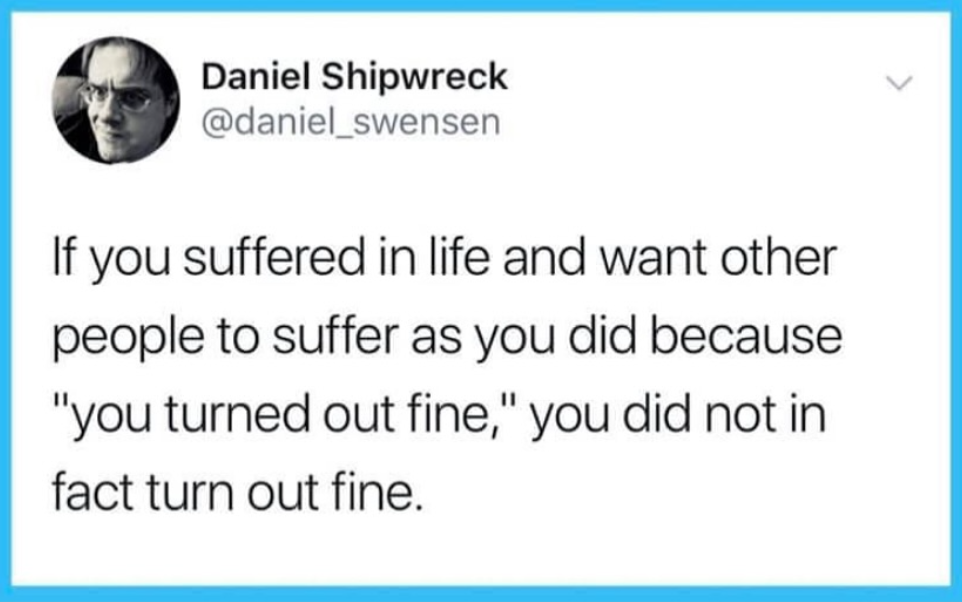 Daniel Shipwreck
@daniel_swensen
If you suffered in life and want other
people to suffer as you did because
"you turned out fine," you did not in
fact turn out fine.